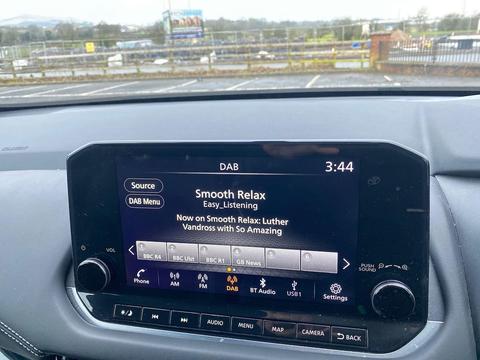 DAB
3:44
Source
DAB Menu
Smooth Relax
Easy_Listening
Now on Smooth Relax: Luther
Vandross with So Amazing
BBC R4 BBC Ulst BBC R1 GB News
Phone AM FM DAB BT Audio USB1 Settings
VOL
PUSH
SOUND
AUDIO MENU MAP CAMERA BACK